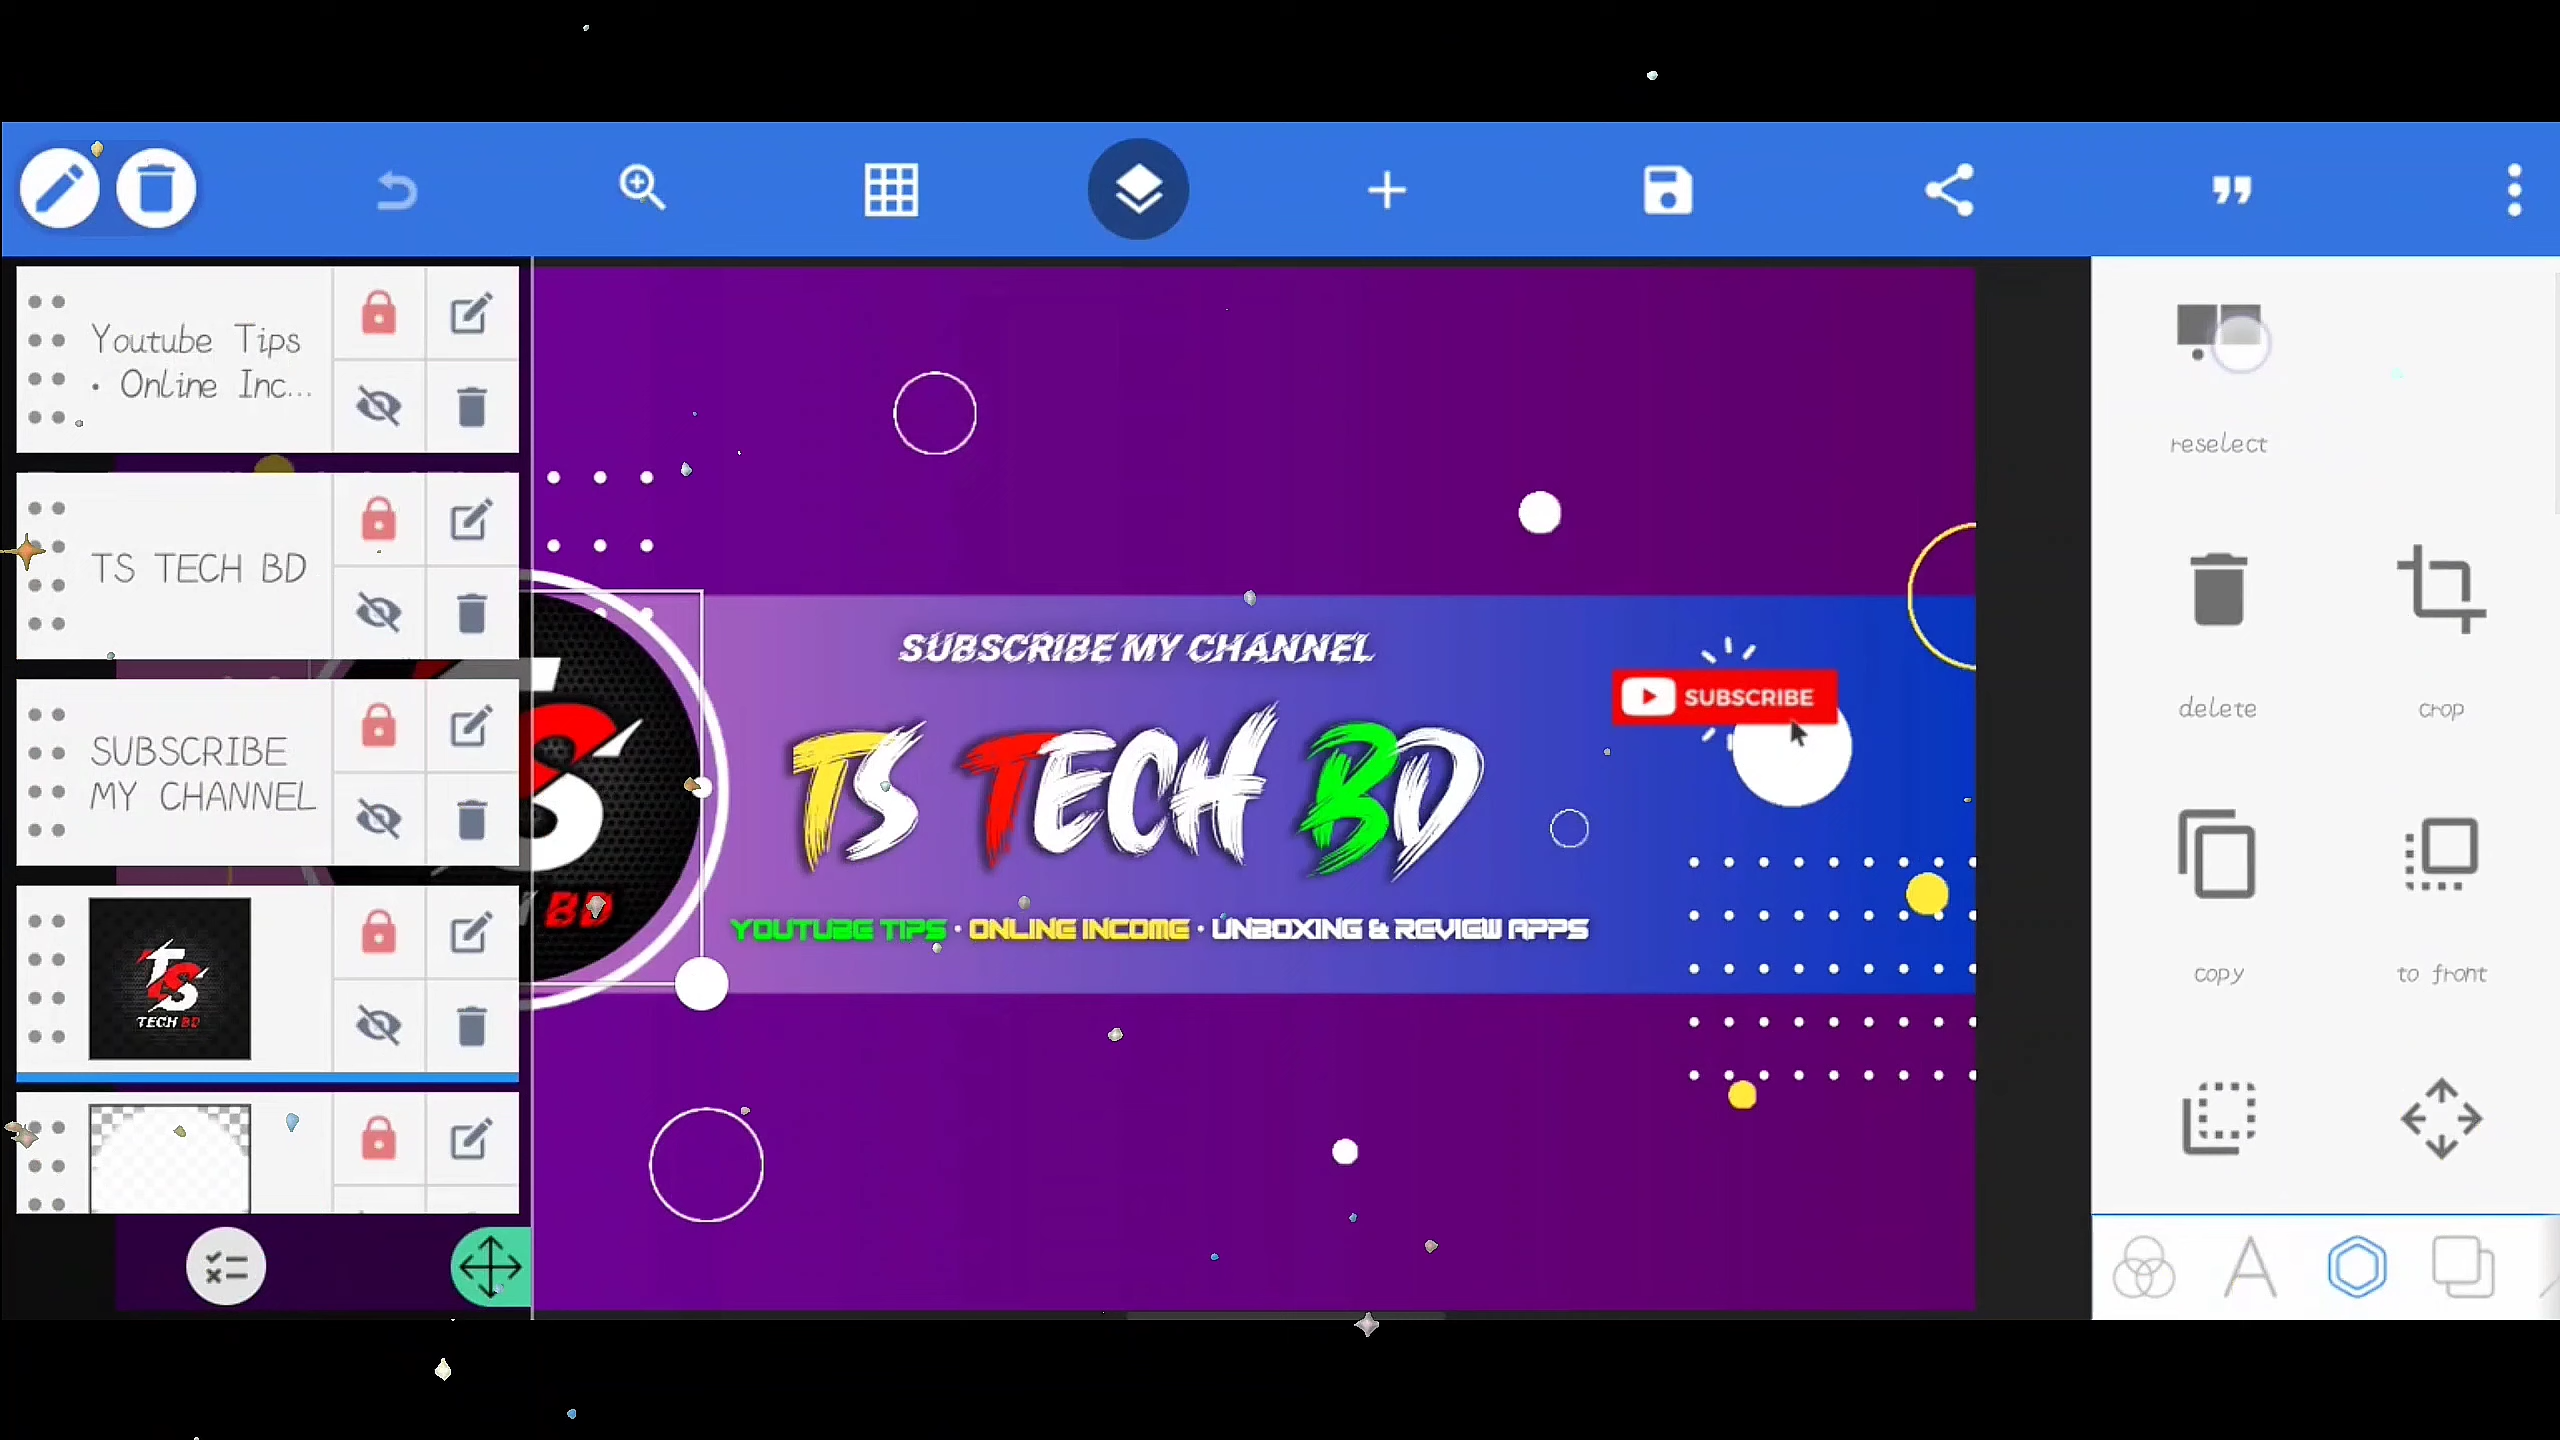 Youtube Tips
• Online Inc...
TS TECH BD
SUBSCRIBE
MY CHANNEL
TS
TECH BD
S
BD
SUBSCRIBE MY CHANNEL
TS TECH BD
YOUTUBE TIPS • ONLINE INCOME • UNBOXING & REVIEW APPS
SUBSCRIBE
reselect
delete
crop
copy
to front